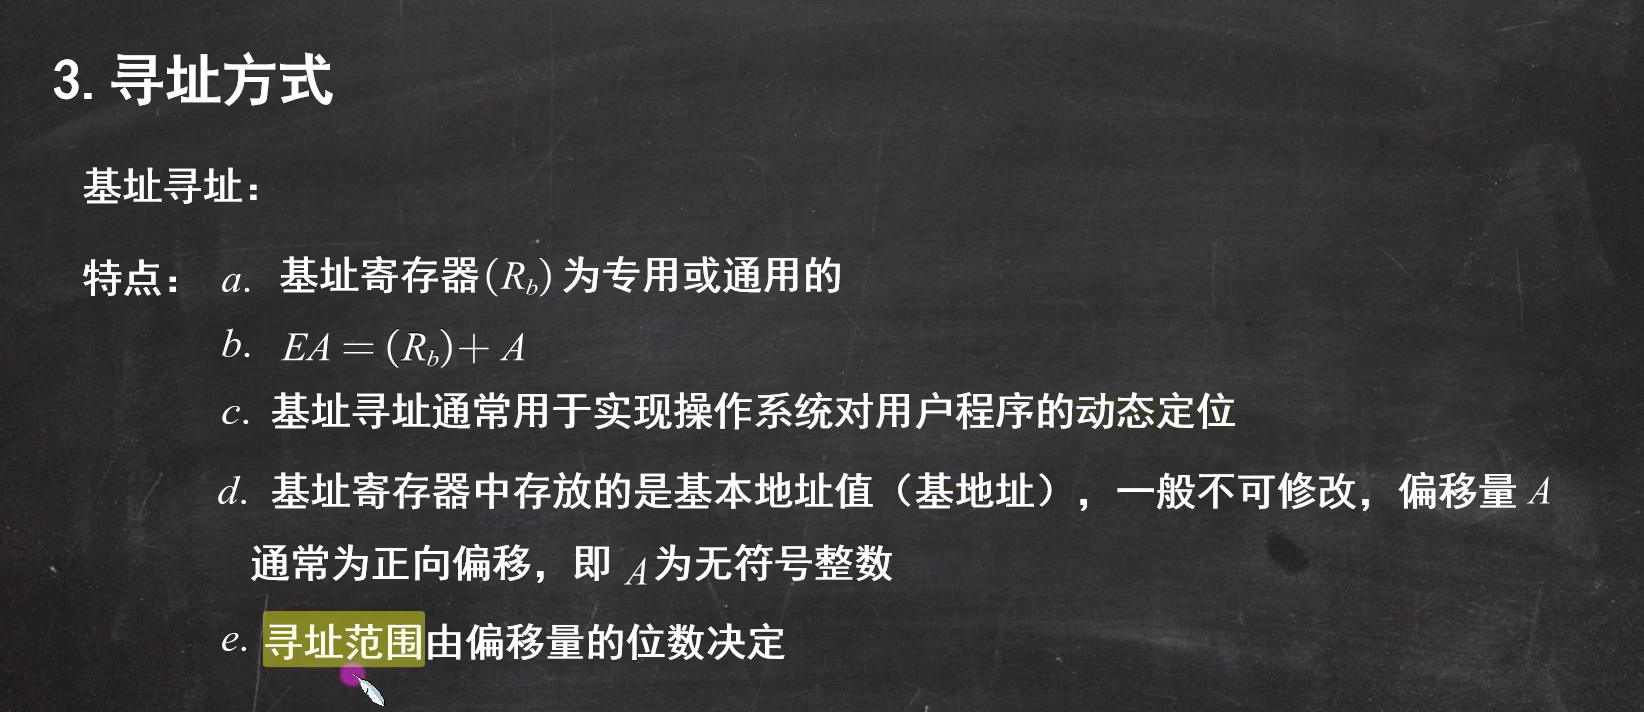 3. 寻址方式
基址寻址：
特点： a. 基址寄存器(R_b)为专用或通用的
b. EA = (R_b) + A
c. 基址寻址通常用于实现操作系统对用户程序的动态定位
d. 基址寄存器中存放的是基本地址值（基地址），一般不可修改，偏移量 A
通常为正向偏移，即 A 为无符号整数
e. 寻址范围由偏移量的位数决定